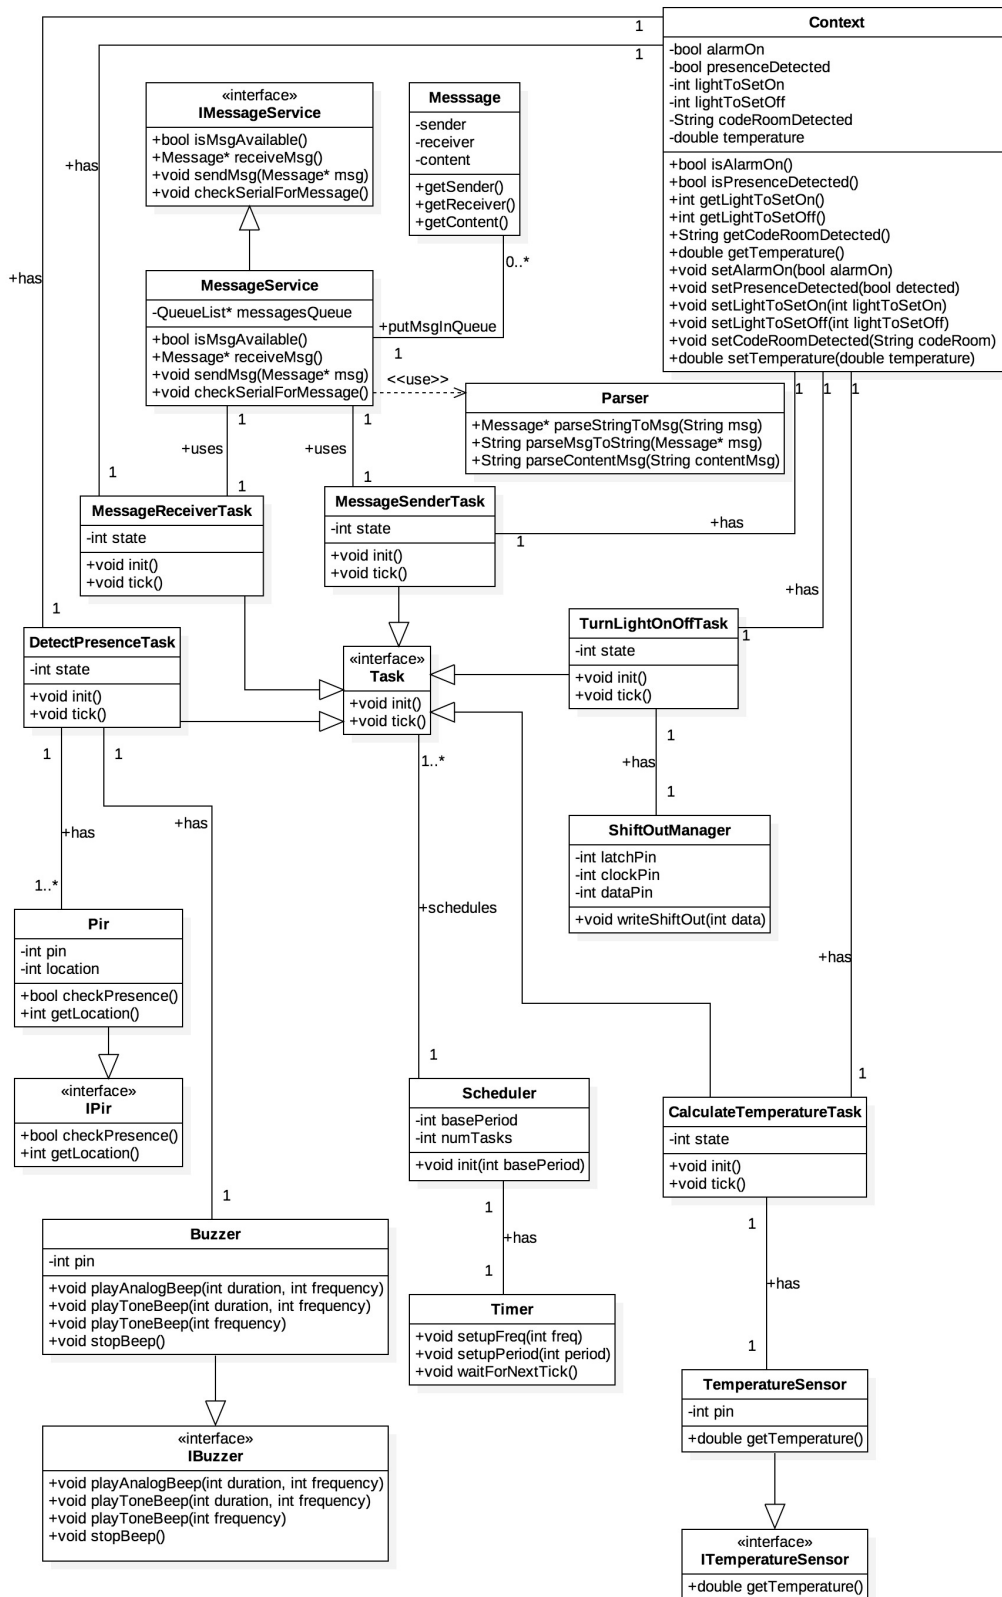 Context
-bool alarmOn
-bool presenceDetected
-int lightToSetOn
-int lightToSetOff
-String codeRoomDetected
-double temperature
+bool isAlarmOn()
+bool isPresenceDetected()
+int getLightToSetOn()
+int getLightToSetOff()
+String getCodeRoomDetected()
+double getTemperature()
+void setAlarmOn(bool alarmOn)
+void setPresenceDetected(bool detected)
+void setLightToSetOn(int lightToSetOn)
+void setLightToSetOff(int lightToSetOff)
+void setCodeRoomDetected(String codeRoom)
+double setTemperature(double temperature)
1
1
1
1
1
«interface»
IMessageService
+bool isMsgAvailable()
+Message* receiveMsg()
+void sendMsg(Message* msg)
+void checkSerialForMessage()
Messsage
-sender
-receiver
-content
+getSender()
+getReceiver()
+getContent()
0..*
+has
+has
MessageService
-QueueList* messagesQueue
+bool isMsgAvailable()
+Message* receiveMsg()
+void sendMsg(Message* msg)
+void checkSerialForMessage()
+putMsgInQueue
1
<<use>>
Parser
+Message* parseStringToMsg(String msg)
+String parseMsgToString(Message* msg)
+String parseContentMsg(String contentMsg)
1
1
+uses
+uses
1
1
1
MessageReceiverTask
-int state
+void init()
+void tick()
MessageSenderTask
-int state
+void init()
+void tick()
+has
1
+has
1
1
DetectPresenceTask
-int state
+void init()
+void tick()
«interface»
Task
+void init()
+void tick()
TurnLightOnOffTask
-int state
+void init()
+void tick()
1
1
1..*
1
+has
1
ShiftOutManager
-int latchPin
-int clockPin
-int dataPin
+void writeShiftOut(int data)
+has
+has
1..*
+schedules
+has
Pir
-int pin
-int location
+bool checkPresence()
+int getLocation()
«interface»
IPir
+bool checkPresence()
+int getLocation()
1
Scheduler
-int basePeriod
-int numTasks
+void init(int basePeriod)
1
CalculateTemperatureTask
-int state
+void init()
+void tick()
1
Buzzer
-int pin
+void playAnalogBeep(int duration, int frequency)
+void playToneBeep(int duration, int frequency)
+void playToneBeep(int frequency)
+void stopBeep()
1
+has
1
Timer
+void setupFreq(int freq)
+void setupPeriod(int period)
+void waitForNextTick()
1
+has
1
TemperatureSensor
-int pin
+double getTemperature()
«interface»
IBuzzer
+void playAnalogBeep(int duration, int frequency)
+void playToneBeep(int duration, int frequency)
+void playToneBeep(int frequency)
+void stopBeep()
«interface»
ITemperatureSensor
+double getTemperature()